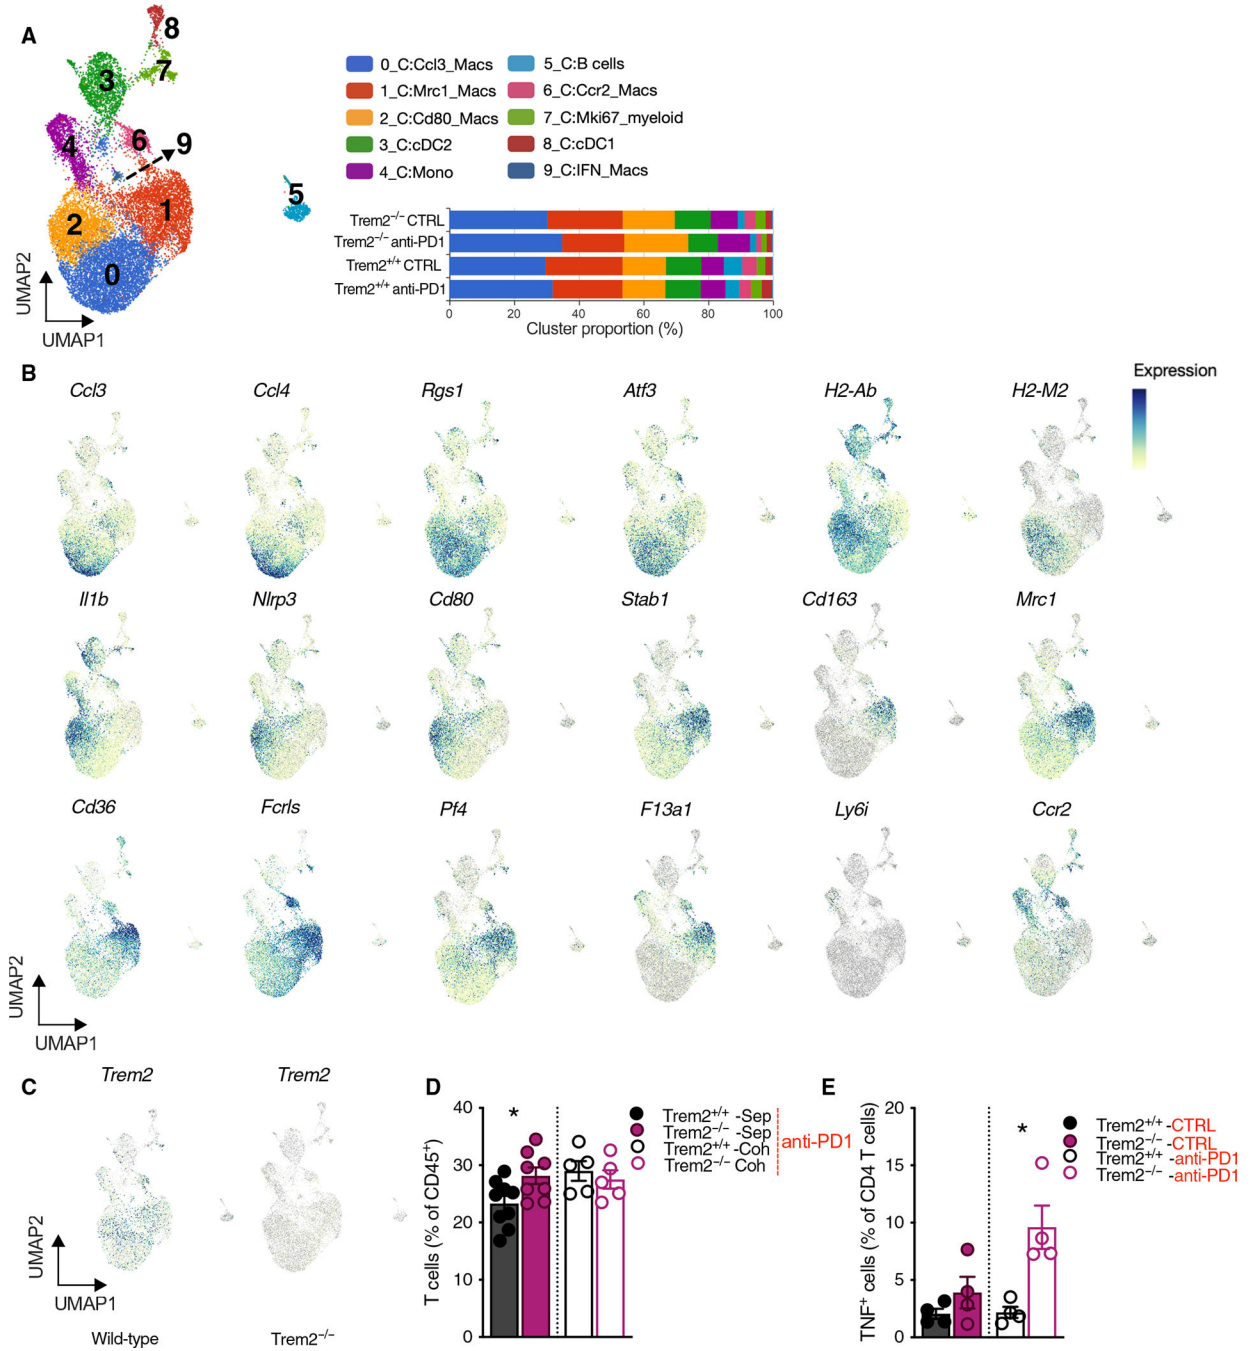 A
8
3
7
4
6
9
5
2
1
0
UMAP2
UMAP1
0_C:Ccl3_Macs
5_C:B cells
1_C:Mrc1_Macs
6_C:Ccr2_Macs
2_C:Cd80_Macs
7_C:Mki67_myeloid
3_C:cDC2
8_C:cDC1
4_C:Mono
9_C:IFN_Macs
Trem2−/− CTRL
Trem2−/− anti-PD1
Trem2+/+ CTRL
Trem2+/+ anti-PD1
0 20 40 60 80 100
Cluster proportion (%)
B
Expression
Ccl3 Ccl4 Rgs1 Atf3 H2-Ab H2-M2
Il1b Nlrp3 Cd80 Stab1 Cd163 Mrc1
Cd36 Fcrls Pf4 F13a1 Ly6i Ccr2
UMAP2
UMAP1
C
Trem2 Trem2
UMAP2
UMAP1
Wild-type Trem2−/−
D
T cells (% of CD45+)
40
30
20
10
0
*
Trem2+/+ -Sep
Trem2−/− -Sep
Trem2+/+ -Coh
Trem2−/− Coh
anti-PD1
E
TNF+ cells (% of CD4 T cells)
20
15
10
5
0
*
Trem2+/+ -CTRL
Trem2−/− -CTRL
Trem2+/+ -anti-PD1
Trem2−/− -anti-PD1